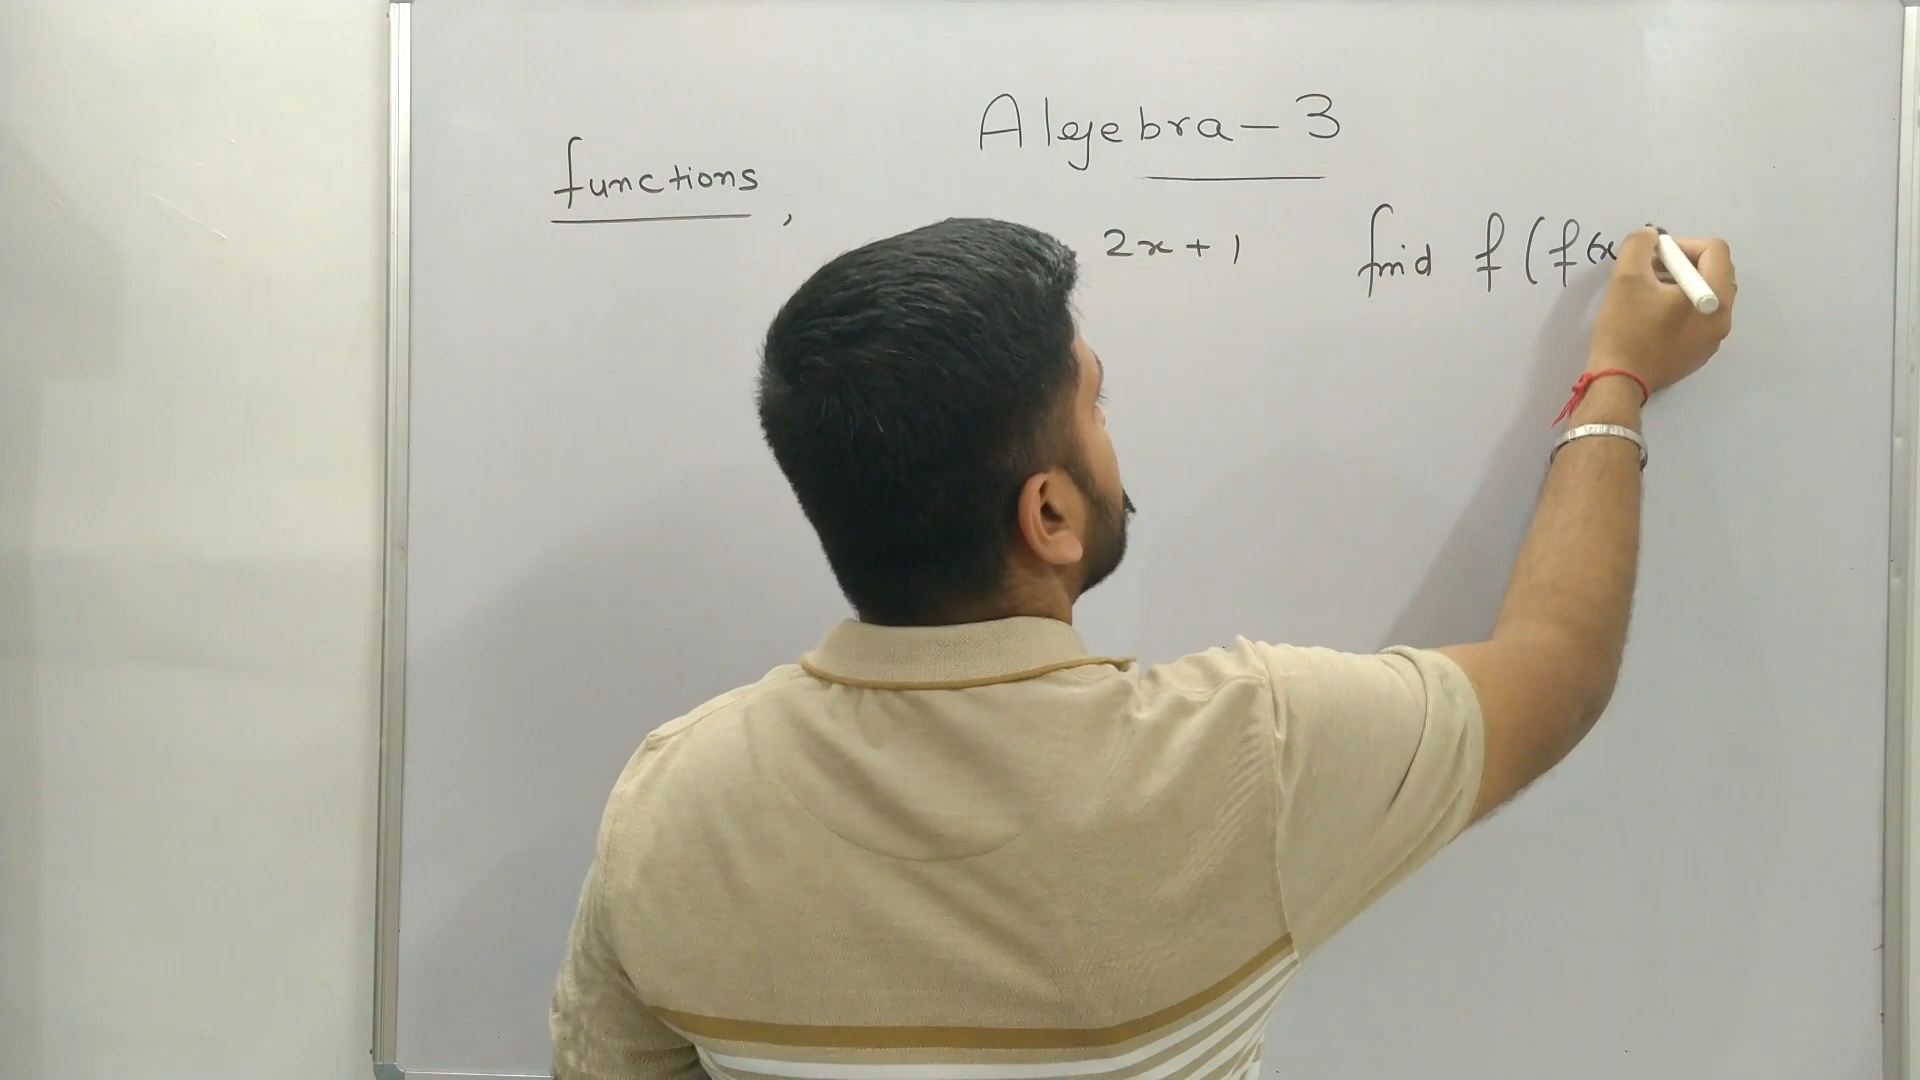 Algebra - 3
functions,
2x + 1 find f(f(x